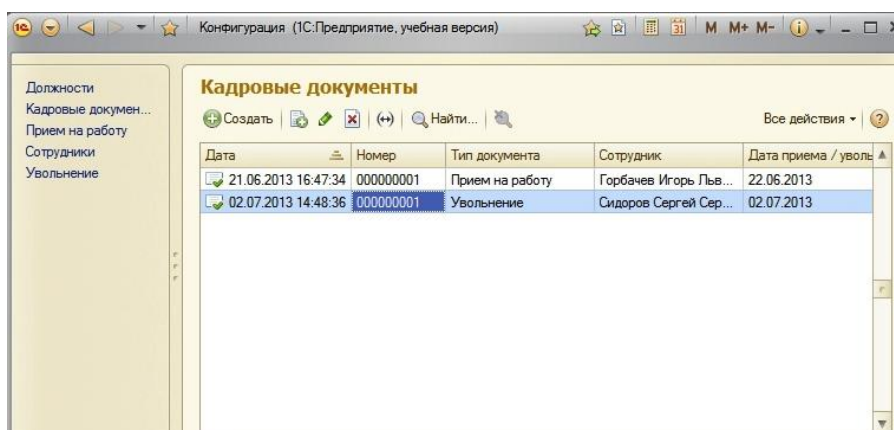 Конфигурация (1С:Предприятие, учебная версия)
M M+ M-
Должности
Кадровые докумен...
Прием на работу
Сотрудники
Увольнение
Кадровые документы
Создать Найти... Все действия
Дата Номер Тип документа Сотрудник Дата приема / уволь
21.06.2013 16:47:34 000000001 Прием на работу Горбачев Игорь Льв... 22.06.2013
02.07.2013 14:48:36 000000001 Увольнение Сидоров Сергей Сер... 02.07.2013